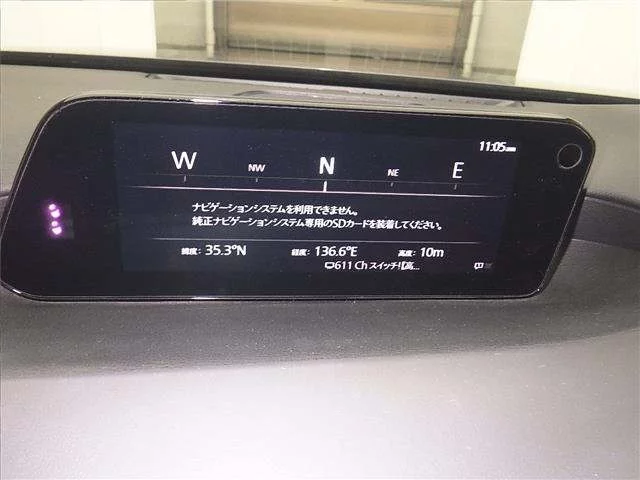 11:05
W NW N NE E
ナビゲーションシステムを利用できません。
純正ナビゲーションシステム専用のSDカードを装着してください。
緯度: 35.3°N 経度: 136.6°E 高度: 10m
611 Ch スイッチ!【高...